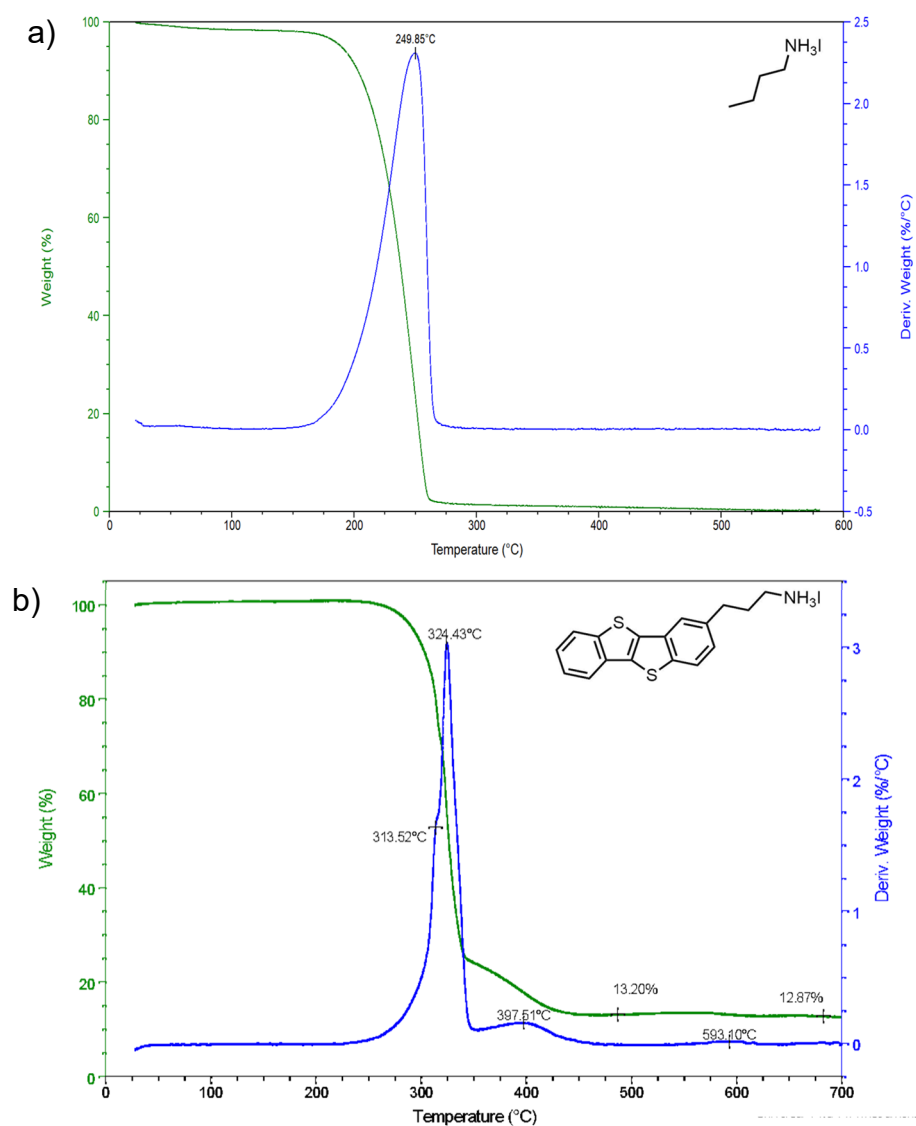 a)
249.85°C
NH3I
100
80
60
40
20
0
Weight (%)
2.5
2.0
1.5
1.0
0.5
0.0
-0.5
Deriv. Weight (%/°C)
0 100 200 300 400 500 600
Temperature (°C)
b)
324.43°C
313.52°C
397.51°C
13.20%
12.87%
593.10°C
NH3I
S
S
100
80
60
40
20
0
Weight (%)
3
2
1
0
Deriv. Weight (%/°C)
0 100 200 300 400 500 600 700
Temperature (°C)